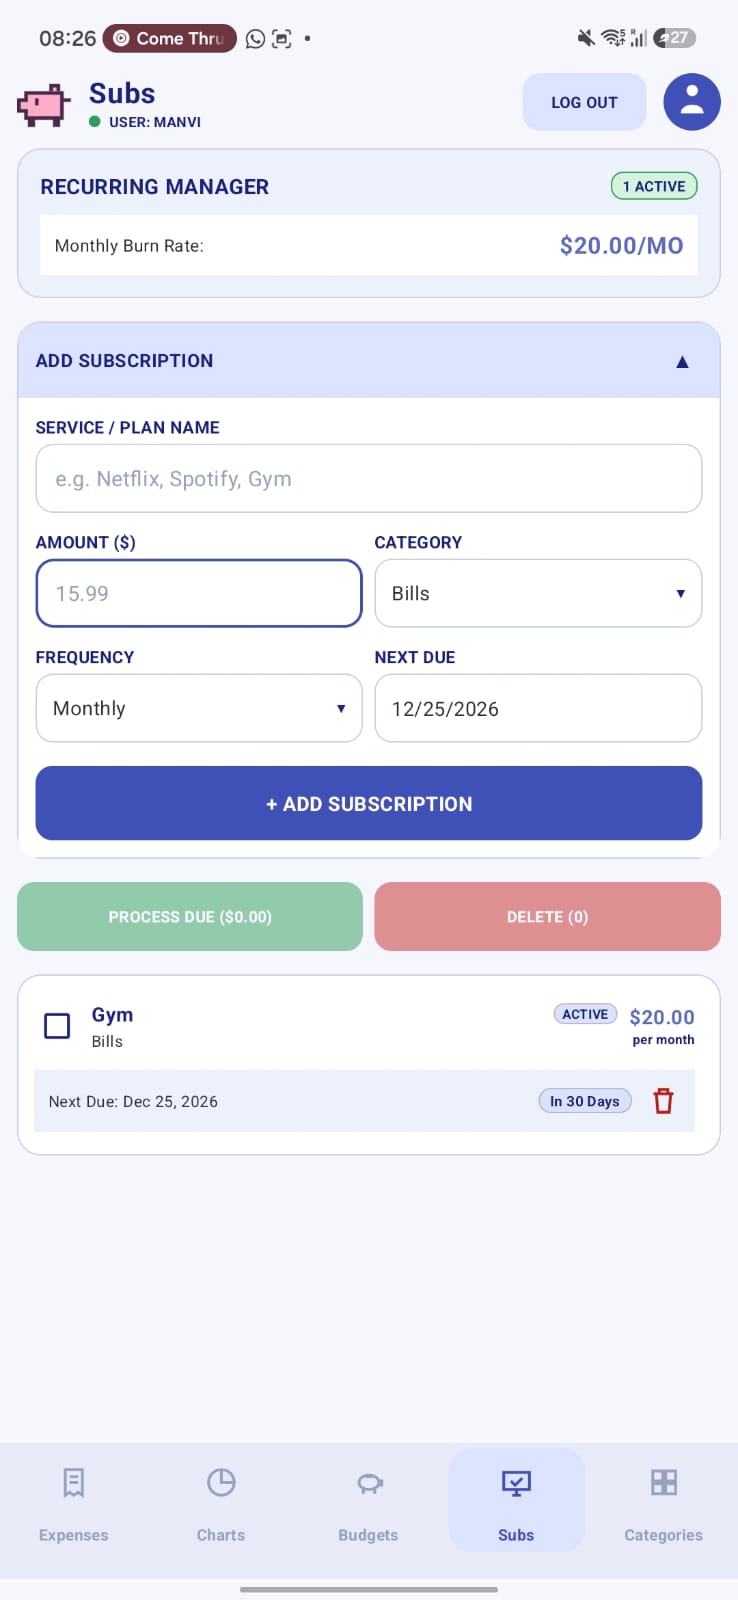 08:26 Come Thru 27
Subs
USER: MANVI
LOG OUT
RECURRING MANAGER
1 ACTIVE
Monthly Burn Rate:
$20.00/MO
ADD SUBSCRIPTION ▲
SERVICE / PLAN NAME
e.g. Netflix, Spotify, Gym
AMOUNT ($)
CATEGORY
15.99
Bills ▼
FREQUENCY
NEXT DUE
Monthly ▼
12/25/2026
+ ADD SUBSCRIPTION
PROCESS DUE ($0.00)
DELETE (0)
Gym
Bills
ACTIVE
$20.00
per month
Next Due: Dec 25, 2026
In 30 Days
Expenses
Charts
Budgets
Subs
Categories